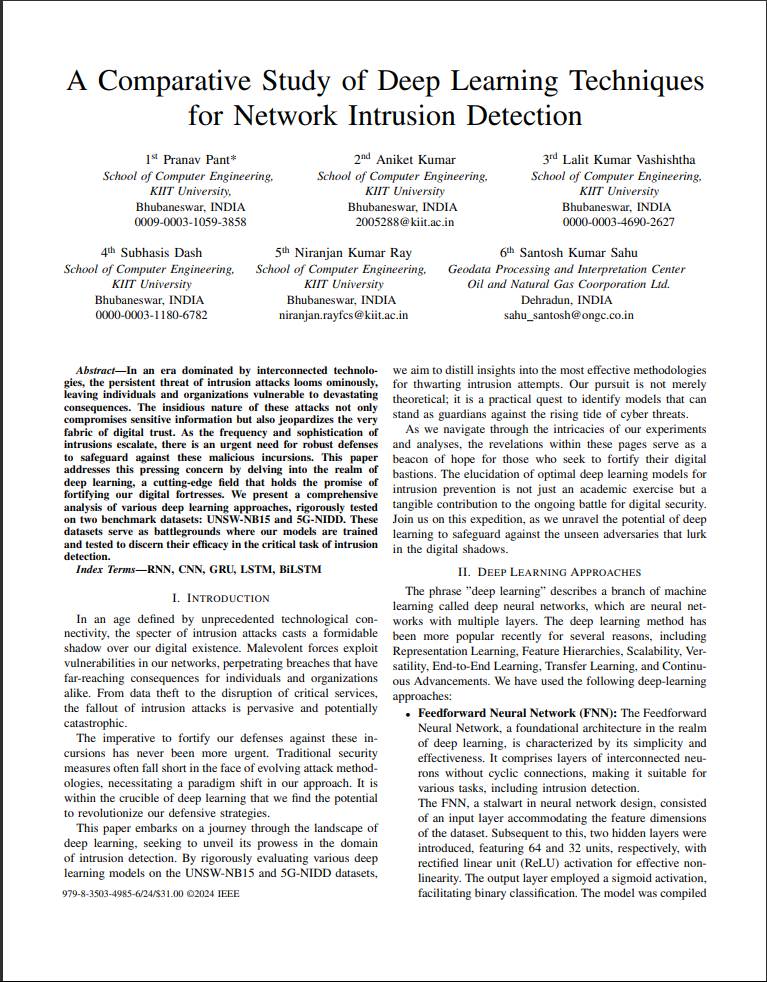 A Comparative Study of Deep Learning Techniques
for Network Intrusion Detection
1st Pranav Pant*
School of Computer Engineering,
KIIT University,
Bhubaneswar, INDIA
0009-0003-1059-3858
2nd Aniket Kumar
School of Computer Engineering,
KIIT University
Bhubaneswar, INDIA
2005288@kiit.ac.in
3rd Lalit Kumar Vashishtha
School of Computer Engineering,
KIIT University
Bhubaneswar, INDIA
0000-0003-4690-2627
4th Subhasis Dash
School of Computer Engineering,
KIIT University
Bhubaneswar, INDIA
0000-0003-1180-6782
5th Niranjan Kumar Ray
School of Computer Engineering,
KIIT University
Bhubaneswar, INDIA
niranjan.rayfcs@kiit.ac.in
6th Santosh Kumar Sahu
Geodata Processing and Interpretation Center
Oil and Natural Gas Coorporation Ltd.
Dehradun, INDIA
sahu_santosh@ongc.co.in
Abstract—In an era dominated by interconnected technolo-
gies, the persistent threat of intrusion attacks looms ominously,
leaving individuals and organizations vulnerable to devastating
consequences. The insidious nature of these attacks not only
compromises sensitive information but also jeopardizes the very
fabric of digital trust. As the frequency and sophistication of
intrusions escalate, there is an urgent need for robust defenses
to safeguard against these malicious incursions. This paper
addresses this pressing concern by delving into the realm of
deep learning, a cutting-edge field that holds the promise of
fortifying our digital fortresses. We present a comprehensive
analysis of various deep learning approaches, rigorously tested
on two benchmark datasets: UNSW-NB15 and 5G-NIDD. These
datasets serve as battlegrounds where our models are trained
and tested to discern their efficacy in the critical task of intrusion
detection.
Index Terms—RNN, CNN, GRU, LSTM, BiLSTM
I. INTRODUCTION
In an age defined by unprecedented technological con-
nectivity, the specter of intrusion attacks casts a formidable
shadow over our digital existence. Malevolent forces exploit
vulnerabilities in our networks, perpetrating breaches that have
far-reaching consequences for individuals and organizations
alike. From data theft to the disruption of critical services,
the fallout of intrusion attacks is pervasive and potentially
catastrophic.
The imperative to fortify our defenses against these in-
cursions has never been more urgent. Traditional security
measures often fall short in the face of evolving attack method-
ologies, necessitating a paradigm shift in our approach. It is
within the crucible of deep learning that we find the potential
to revolutionize our defensive strategies.
This paper embarks on a journey through the landscape of
deep learning, seeking to unveil its prowess in the domain
of intrusion detection. By rigorously evaluating various deep
learning models on the UNSW-NB15 and 5G-NIDD datasets,
979-8-3503-4985-6/24/$31.00 ©2024 IEEE
we aim to distill insights into the most effective methodologies
for thwarting intrusion attempts. Our pursuit is not merely
theoretical; it is a practical quest to identify models that can
stand as guardians against the rising tide of cyber threats.
As we navigate through the intricacies of our experiments
and analyses, the revelations within these pages serve as a
beacon of hope for those who seek to fortify their digital
bastions. The elucidation of optimal deep learning models for
intrusion prevention is not just an academic exercise but a
tangible contribution to the ongoing battle for digital security.
Join us on this expedition, as we unravel the potential of deep
learning to safeguard against the unseen adversaries that lurk
in the digital shadows.
II. DEEP LEARNING APPROACHES
The phrase ”deep learning” describes a branch of machine
learning called deep neural networks, which are neural net-
works with multiple layers. The deep learning method has
been more popular recently for several reasons, including
Representation Learning, Feature Hierarchies, Scalability, Ver-
satility, End-to-End Learning, Transfer Learning, and Continu-
ous Advancements. We have used the following deep-learning
approaches:
• Feedforward Neural Network (FNN): The Feedforward
Neural Network, a foundational architecture in the realm
of deep learning, is characterized by its simplicity and
effectiveness. It comprises layers of interconnected neu-
rons without cyclic connections, making it suitable for
various tasks, including intrusion detection.
The FNN, a stalwart in neural network design, consisted
of an input layer accommodating the feature dimensions
of the dataset. Subsequent to this, two hidden layers were
introduced, featuring 64 and 32 units, respectively, with
rectified linear unit (ReLU) activation for effective non-
linearity. The output layer employed a sigmoid activation,
facilitating binary classification. The model was compiled